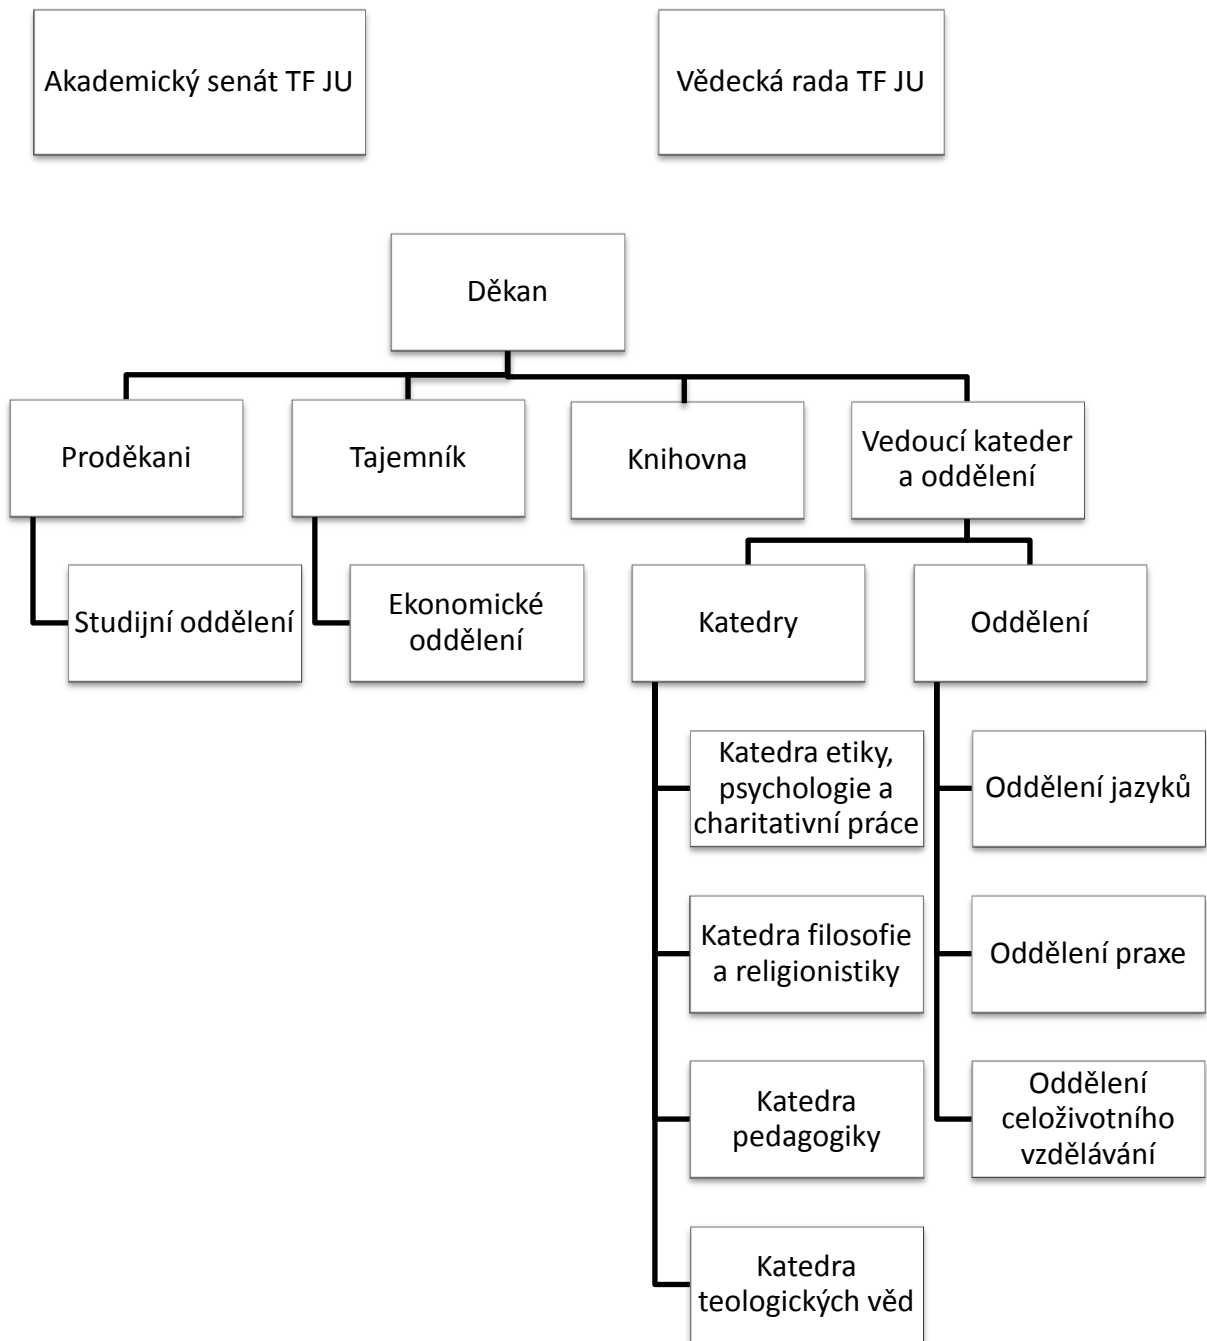 Akademický senát TF JU
Vědecká rada TF JU
Děkan
Proděkani
Tajemník
Knihovna
Vedoucí kateder
a oddělení
Studijní oddělení
Ekonomické
oddělení
Katedry
Oddělení
Katedra etiky,
psychologie a
charitativní práce
Oddělení jazyků
Katedra filosofie
a religionistiky
Oddělení praxe
Katedra
pedagogiky
Oddělení
celoživotního
vzdělávání
Katedra
teologických věd